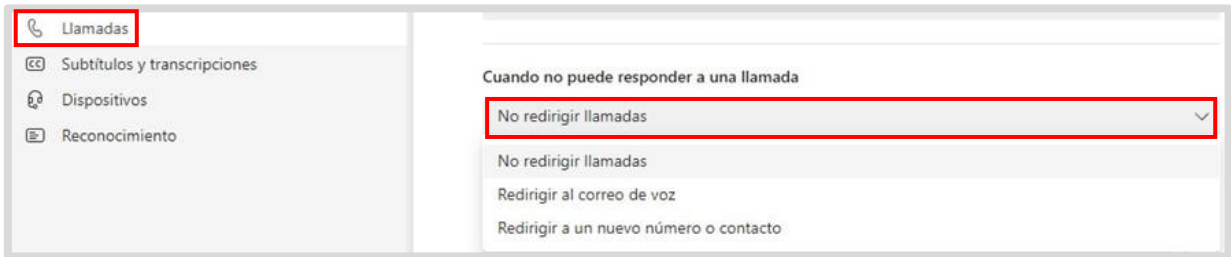 Llamadas
Subtítulos y transcripciones
Dispositivos
Reconocimiento
Cuando no puede responder a una llamada
No redirigir llamadas
No redirigir llamadas
Redirigir al correo de voz
Redirigir a un nuevo número o contacto